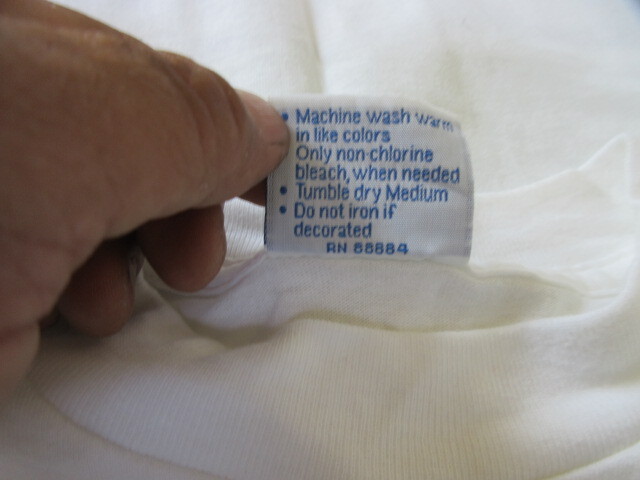 • Machine wash warm
in like colors
Only non-chlorine
bleach, when needed
• Tumble dry Medium
• Do not iron if
decorated
RN 88884